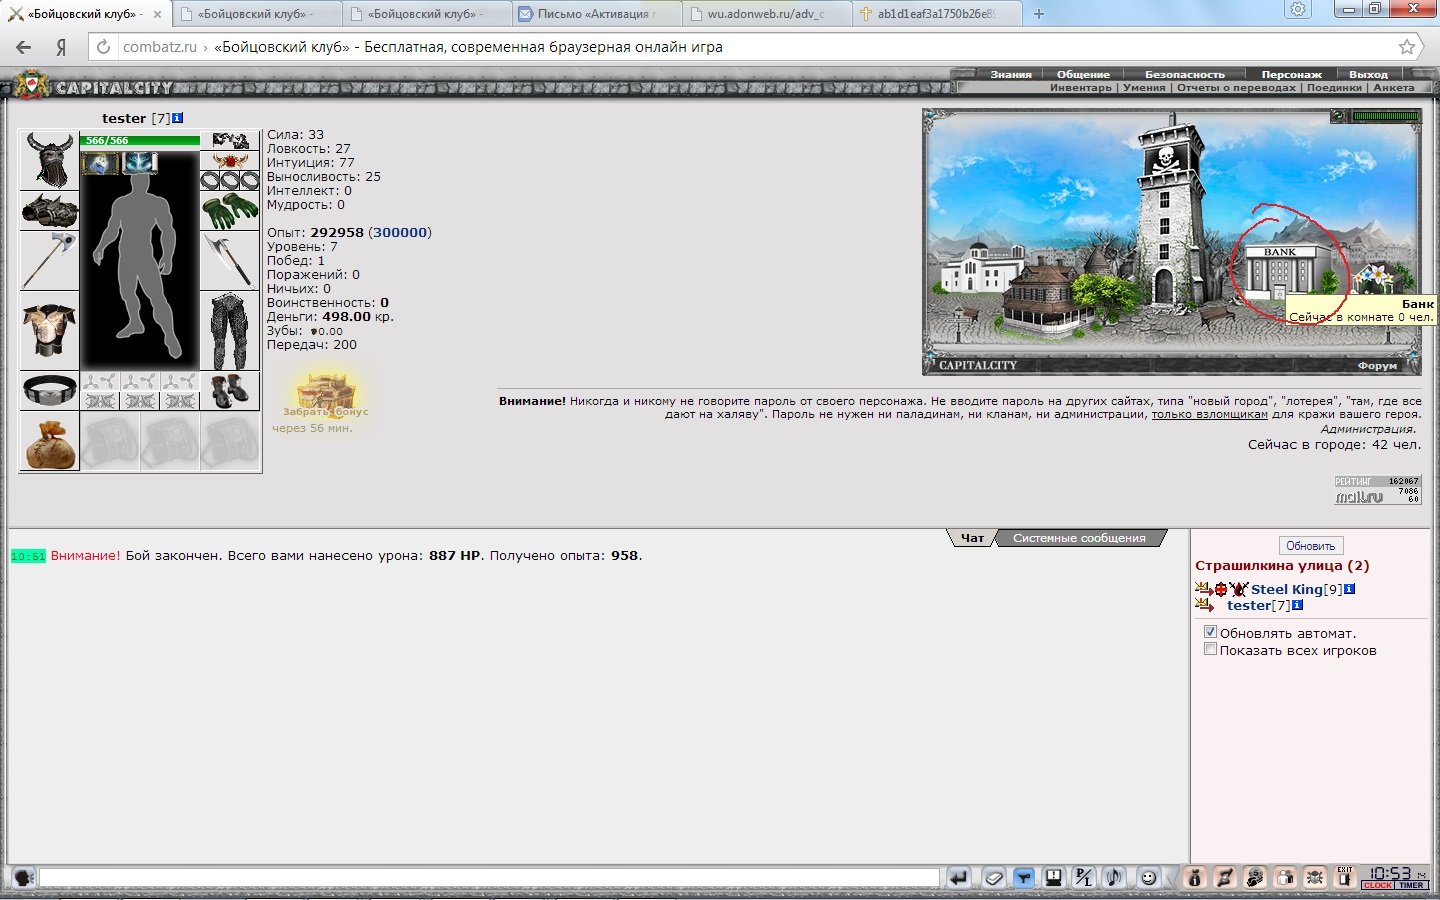 «Бойцовский клуб» -
«Бойцовский клуб» -
«Бойцовский клуб» -
Письмо «Активация
wu.adonweb.ru/adv_c
ab1d1eaf3a1750b26e89
Я
combatz.ru › «Бойцовский клуб» - Бесплатная, современная браузерная онлайн игра
CAPITALCITY
Знания
Общение
Безопасность
Персонаж
Выход
Инвентарь | Умения | Отчеты о переводах | Поединки | Анкета
tester [7]
566/566
Сила: 33
Ловкость: 27
Интуиция: 77
Выносливость: 25
Интеллект: 0
Мудрость: 0
Опыт: 292958 (300000)
Уровень: 7
Побед: 1
Поражений: 0
Ничьих: 0
Воинственность: 0
Деньги: 498.00 кр.
Зубы: 0.00
Передач: 200
Забрать бонус
через 56 мин.
BANK
Банк
Сейчас в комнате 0 чел.
CAPITALCITY
Форум
Внимание! Никогда и никому не говорите пароль от своего персонажа. Не вводите пароль на других сайтах, типа "новый город", "лотерея", "там, где все
дают на халяву". Пароль не нужен ни паладинам, ни кланам, ни администрации, только взломщикам для кражи вашего героя.
Администрация.
Сейчас в городе: 42 чел.
РЕЙТИНГ 162067
mail.ru 7086
60
Чат
Системные сообщения
10:51 Внимание! Бой закончен. Всего вами нанесено урона: 887 HP. Получено опыта: 958.
Обновить
Страшилкина улица (2)
Steel King[9]
tester[7]
Обновлять автомат.
Показать всех игроков
P/L
EXIT
10:53
CLOCK TIMER